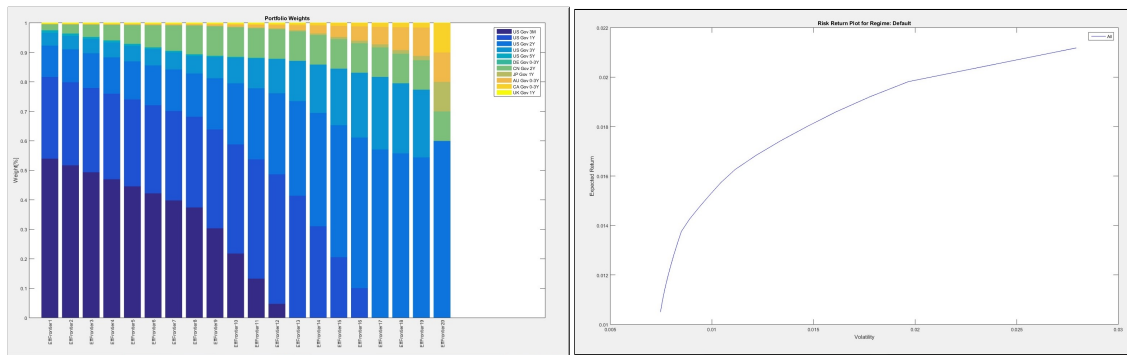 Portfolio Weights
Weight[%]
1
0.9
0.8
0.7
0.6
0.5
0.4
0.3
0.2
0.1
0
US Gov 3M
US Gov 1Y
US Gov 2Y
US Gov 3Y
US Gov 5Y
DE Gov 0-3Y
CN Gov 2Y
JP Gov 1Y
AU Gov 0-3Y
CA Gov 0-3Y
UK Gov 1Y
EffFrontier1
EffFrontier2
EffFrontier3
EffFrontier4
EffFrontier5
EffFrontier6
EffFrontier7
EffFrontier8
EffFrontier9
EffFrontier10
EffFrontier11
EffFrontier12
EffFrontier13
EffFrontier14
EffFrontier15
EffFrontier16
EffFrontier17
EffFrontier18
EffFrontier19
EffFrontier20
Risk Return Plot for Regime: Default
All
Expected Return
0.022
0.02
0.018
0.016
0.014
0.012
0.01
0.005
0.01
0.015
0.02
0.025
0.03
Volatility